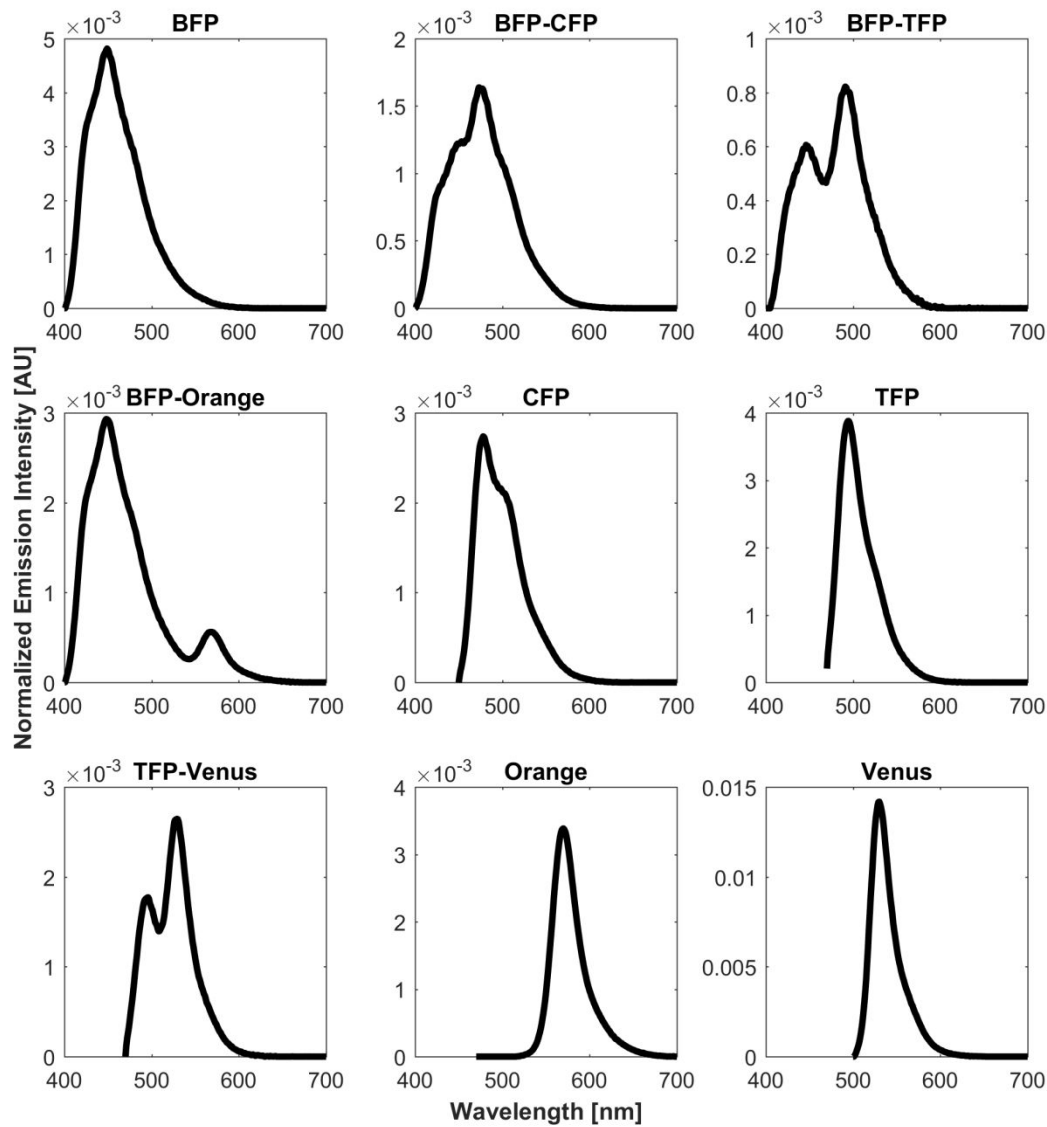 ×10⁻³ BFP
5
4
3
2
1
0
400 500 600 700
×10⁻³ BFP-CFP
2
1.5
1
0.5
0
400 500 600 700
×10⁻³ BFP-TFP
1
0.8
0.6
0.4
0.2
0
400 500 600 700
Normalized Emission Intensity [AU]
×10⁻³ BFP-Orange
3
2
1
0
400 500 600 700
×10⁻³ CFP
3
2
1
0
400 500 600 700
×10⁻³ TFP
4
3
2
1
0
400 500 600 700
×10⁻³ TFP-Venus
3
2
1
0
400 500 600 700
×10⁻³ Orange
4
3
2
1
0
400 500 600 700
Venus
0.015
0.01
0.005
0
400 500 600 700
Wavelength [nm]